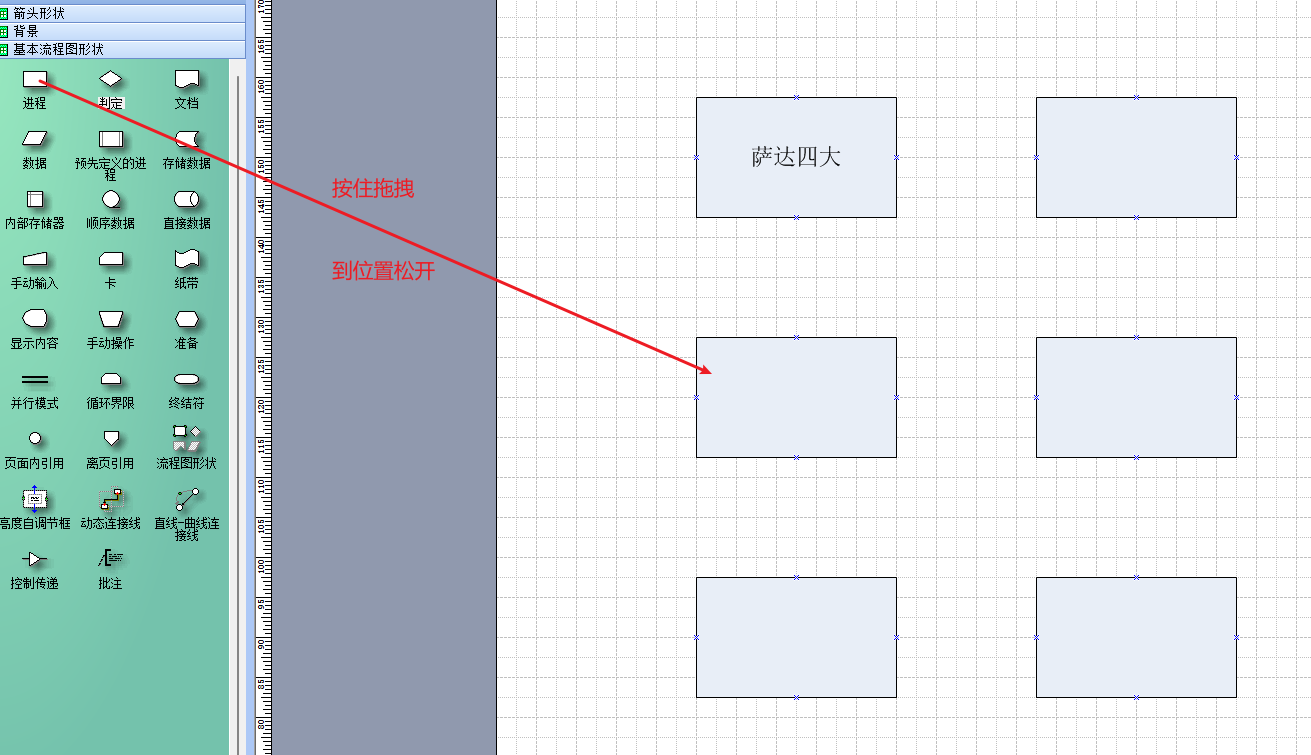 箭头形状
背景
基本流程图形状
进程
判定
文档
数据
预先定义的进
程
存储数据
内部存储器
顺序数据
直接数据
手动输入
卡
纸带
显示内容
手动操作
准备
并行模式
循环界限
终结符
页面内引用
离页引用
流程图形状
高度自调节框
动态连接线
直线-曲线连
接线
控制传递
批注
170
165
160
155
150
145
140
135
130
125
120
115
110
105
100
95
90
85
80
按住拖拽
到位置松开
萨达四大